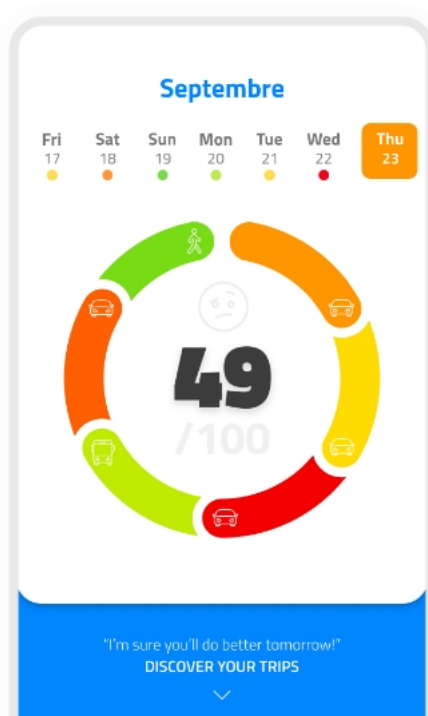 Septembre
Fri Sat Sun Mon Tue Wed Thu
17 18 19 20 21 22 23
49
/100
"I'm sure you'll do better tomorrow!"
DISCOVER YOUR TRIPS